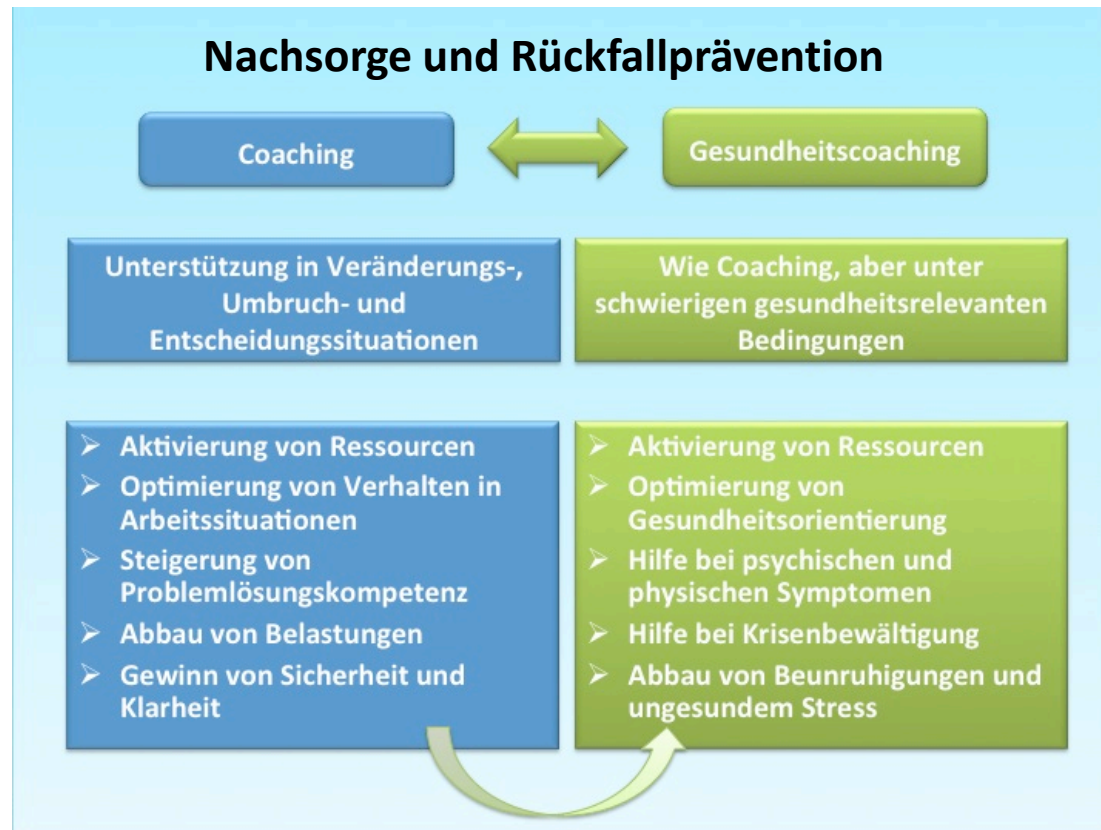 Nachsorge und Rückfallprävention
Coaching
Gesundheitscoaching
Unterstützung in Veränderungs-,
Umbruch- und
Entscheidungssituationen
Wie Coaching, aber unter
schwierigen gesundheitsrelevanten
Bedingungen
➢ Aktivierung von Ressourcen
➢ Optimierung von Verhalten in
Arbeitssituationen
➢ Steigerung von
Problemlösungskompetenz
➢ Abbau von Belastungen
➢ Gewinn von Sicherheit und
Klarheit
➢ Aktivierung von Ressourcen
➢ Optimierung von
Gesundheitsorientierung
➢ Hilfe bei psychischen und
physischen Symptomen
➢ Hilfe bei Krisenbewältigung
➢ Abbau von Beunruhigungen und
ungesundem Stress